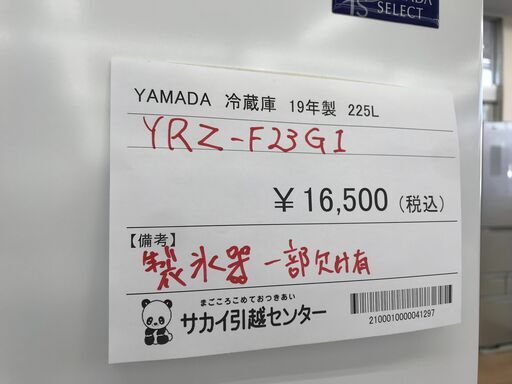 SELECT
YAMADA 冷蔵庫 19年製 225L
YRZ-F23G1
￥16,500（税込）
【備考】
製氷器 一部欠け有
まごころこめておつきあい
サカイ引越センター
2100010000041297